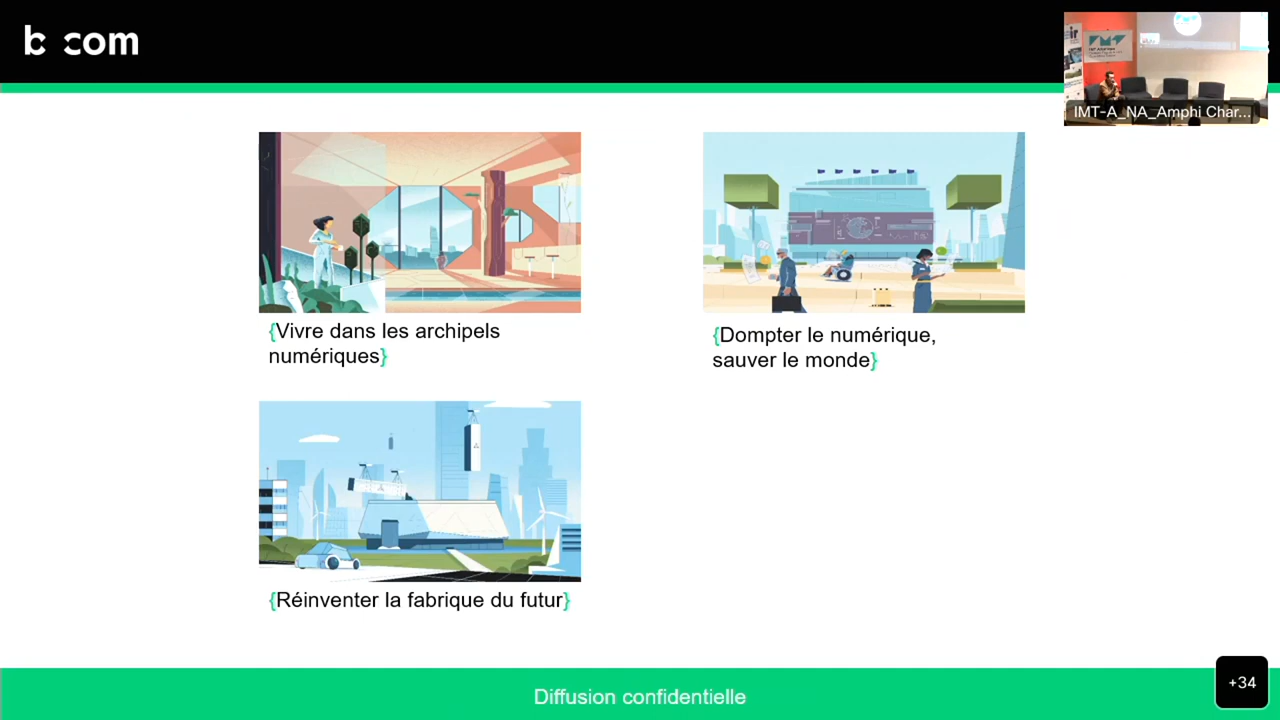 b com
IMT-A_NA_Amphi Char...
{Vivre dans les archipels
numériques}
{Dompter le numérique,
sauver le monde}
{Réinventer la fabrique du futur}
Diffusion confidentielle
+34